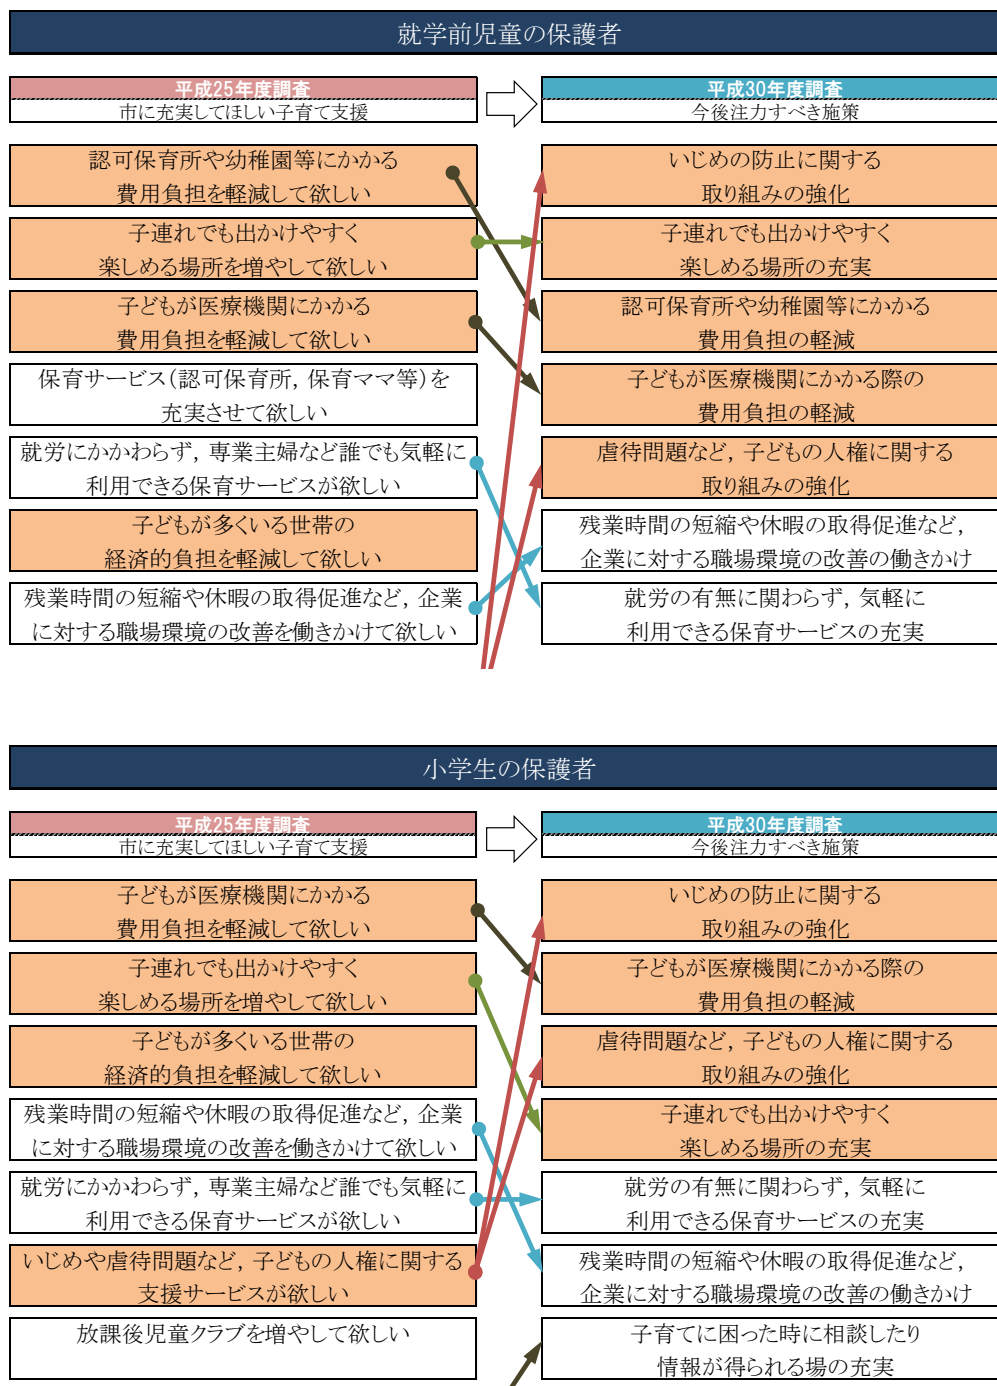 就学前児童の保護者
平成25年度調査
市に充実してほしい子育て支援
平成30年度調査
今後注力すべき施策
認可保育所や幼稚園等にかかる
費用負担を軽減して欲しい
子連れでも出かけやすく
楽しめる場所を増やして欲しい
子どもが医療機関にかかる
費用負担を軽減して欲しい
保育サービス(認可保育所, 保育ママ等)を
充実させて欲しい
就労にかかわらず, 専業主婦など誰でも気軽に
利用できる保育サービスが欲しい
子どもが多くいる世帯の
経済的負担を軽減して欲しい
残業時間の短縮や休暇の取得促進など, 企業
に対する職場環境の改善を働きかけて欲しい
いじめの防止に関する
取り組みの強化
子連れでも出かけやすく
楽しめる場所の充実
認可保育所や幼稚園等にかかる
費用負担の軽減
子どもが医療機関にかかる際の
費用負担の軽減
虐待問題など, 子どもの人権に関する
取り組みの強化
残業時間の短縮や休暇の取得促進など,
企業に対する職場環境の改善の働きかけ
就労の有無に関わらず, 気軽に
利用できる保育サービスの充実
小学生の保護者
平成25年度調査
市に充実してほしい子育て支援
平成30年度調査
今後注力すべき施策
子どもが医療機関にかかる
費用負担を軽減して欲しい
子連れでも出かけやすく
楽しめる場所を増やして欲しい
子どもが多くいる世帯の
経済的負担を軽減して欲しい
残業時間の短縮や休暇の取得促進など, 企業
に対する職場環境の改善を働きかけて欲しい
就労にかかわらず, 専業主婦など誰でも気軽に
利用できる保育サービスが欲しい
いじめや虐待問題など, 子どもの人権に関する
支援サービスが欲しい
放課後児童クラブを増やして欲しい
いじめの防止に関する
取り組みの強化
子どもが医療機関にかかる際の
費用負担の軽減
虐待問題など, 子どもの人権に関する
取り組みの強化
子連れでも出かけやすく
楽しめる場所の充実
就労の有無に関わらず, 気軽に
利用できる保育サービスの充実
残業時間の短縮や休暇の取得促進など,
企業に対する職場環境の改善の働きかけ
子育てに困った時に相談したり
情報が得られる場の充実